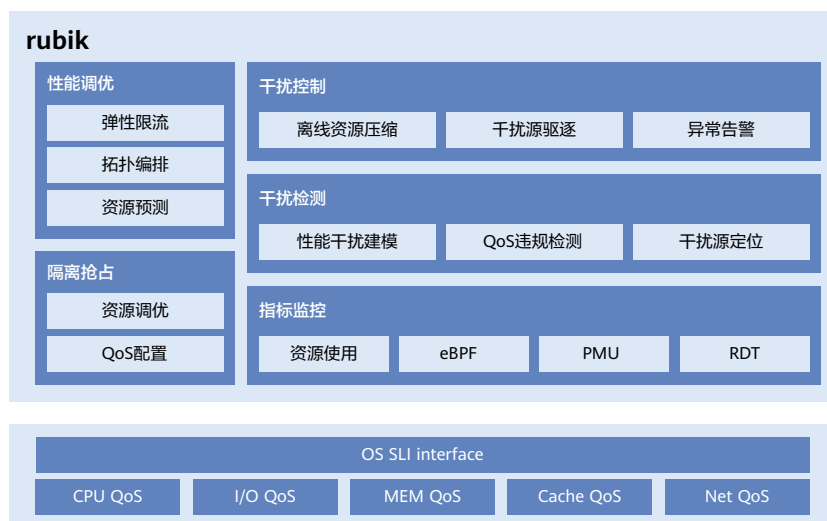 rubik
性能调优
弹性限流
拓扑编排
资源预测
隔离抢占
资源调优
QoS配置
干扰控制
离线资源压缩
干扰源驱逐
异常告警
干扰检测
性能干扰建模
QoS违规检测
干扰源定位
指标监控
资源使用
eBPF
PMU
RDT
OS SLI interface
CPU QoS
I/O QoS
MEM QoS
Cache QoS
Net QoS